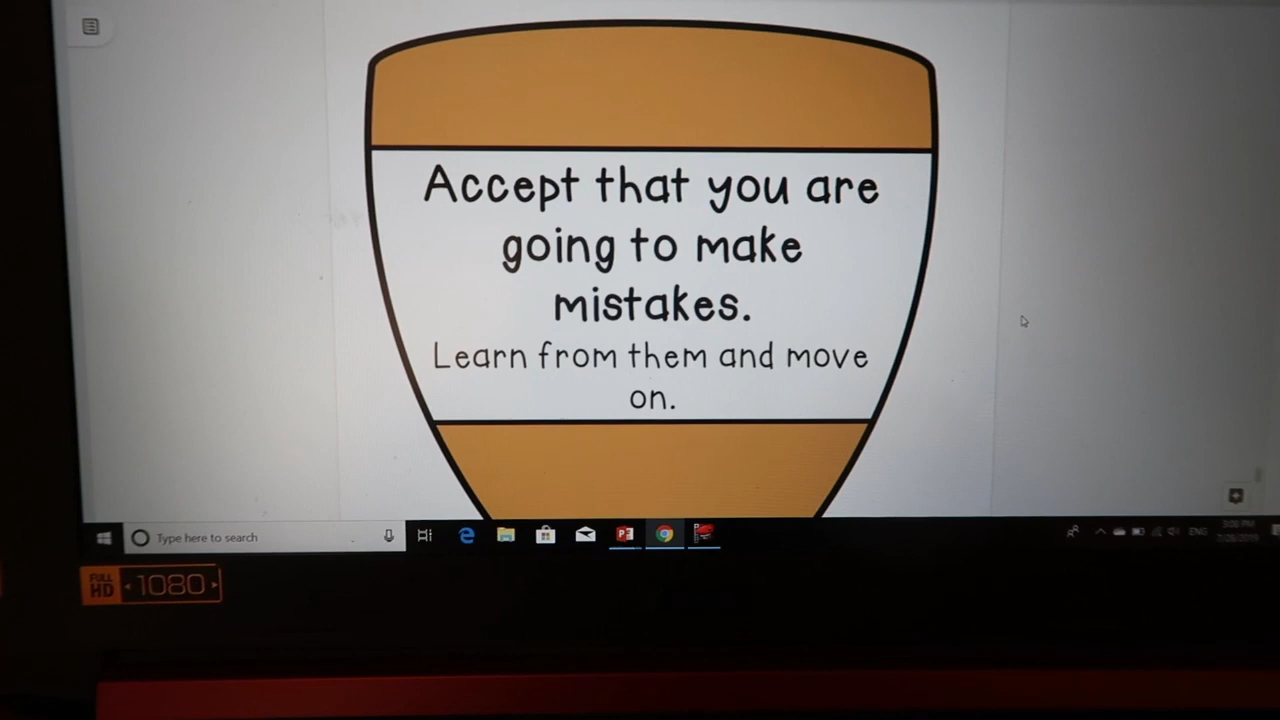 Accept that you are
going to make
mistakes.
Learn from them and move
on.
Type here to search
ENG
FULL
HD
1080